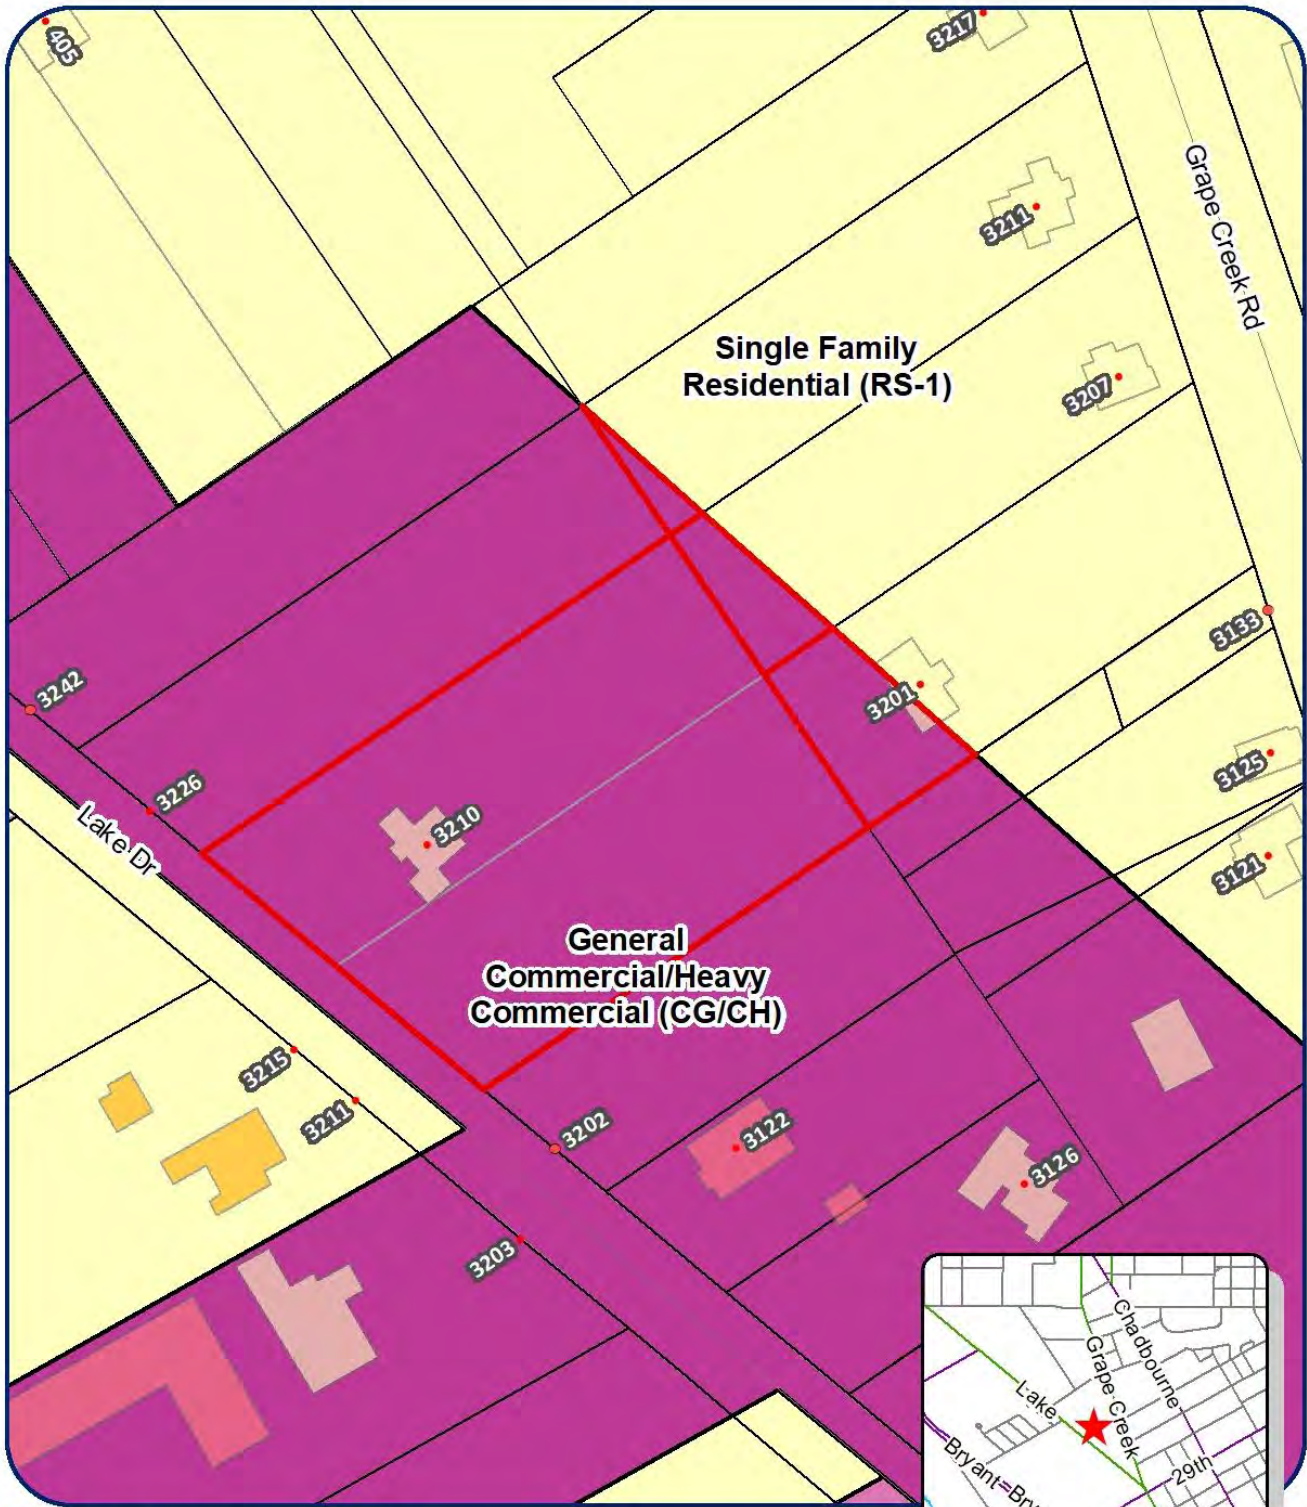 405
3217
Grape Creek Rd
3211
Single Family
Residential (RS-1)
3207
3133
3242
3201
3226
3125
Lake Dr
3210
3121
General
Commercial/Heavy
Commercial (CG/CH)
3215
3211
3202
3122
3126
3203
Chadbourne
Grape Creek
Lake
Bryant
29th